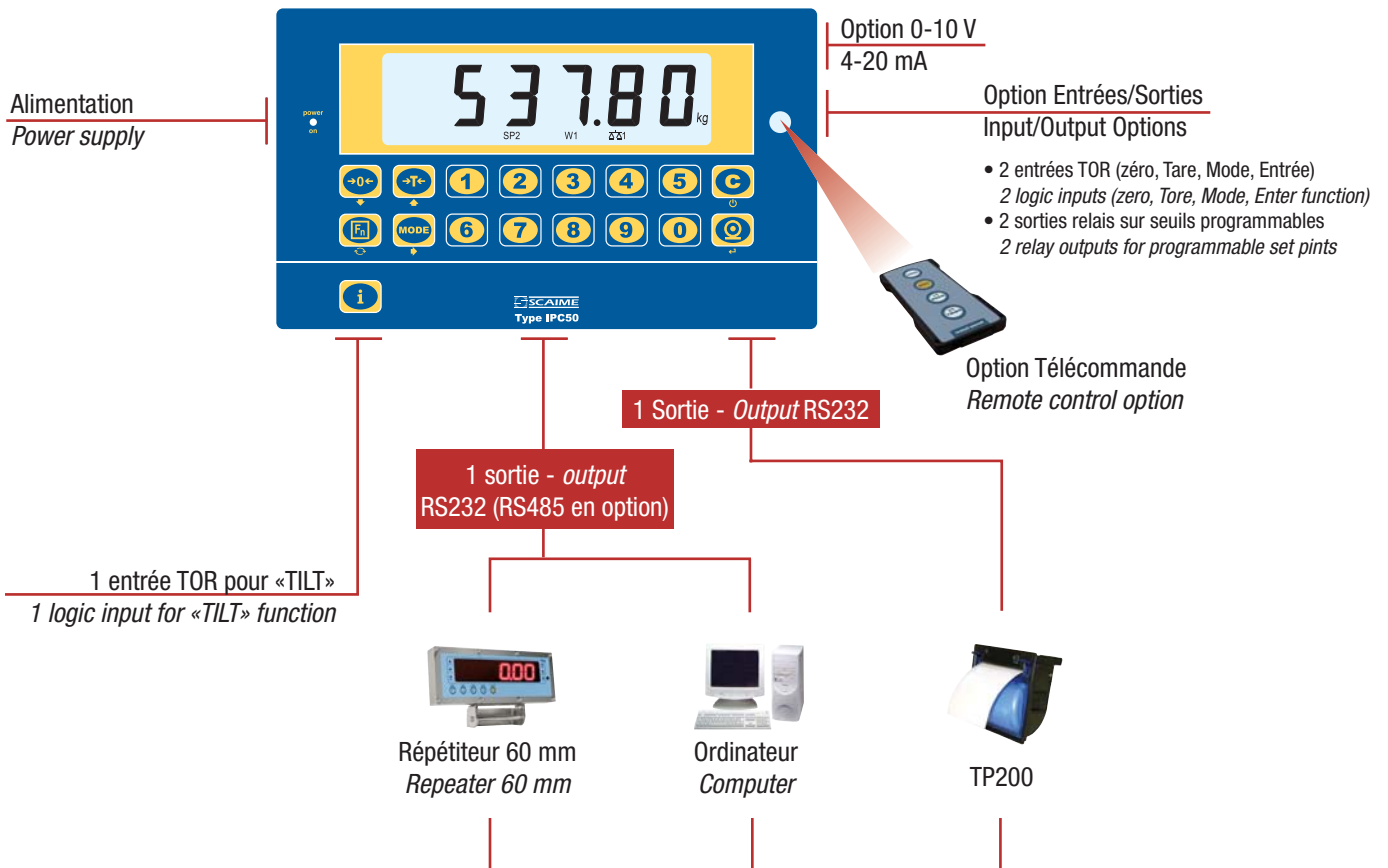 Option 0-10 V
4-20 mA
Alimentation
Power supply
power
on
537.80
kg
SP2 W1 1
Option Entrées/Sorties
Input/Output Options
• 2 entrées TOR (zéro, Tare, Mode, Entrée)
2 logic inputs (zero, Tore, Mode, Enter function)
• 2 sorties relais sur seuils programmables
2 relay outputs for programmable set pints
→0← →T← 1 2 3 4 5 C
Fn MODE 6 7 8 9 0
i
SCAIME
Type IPC50
Option Télécommande
Remote control option
1 Sortie - Output RS232
1 sortie - output
RS232 (RS485 en option)
1 entrée TOR pour «TILT»
1 logic input for «TILT» function
0.00
Répétiteur 60 mm
Repeater 60 mm
Ordinateur
Computer
TP200